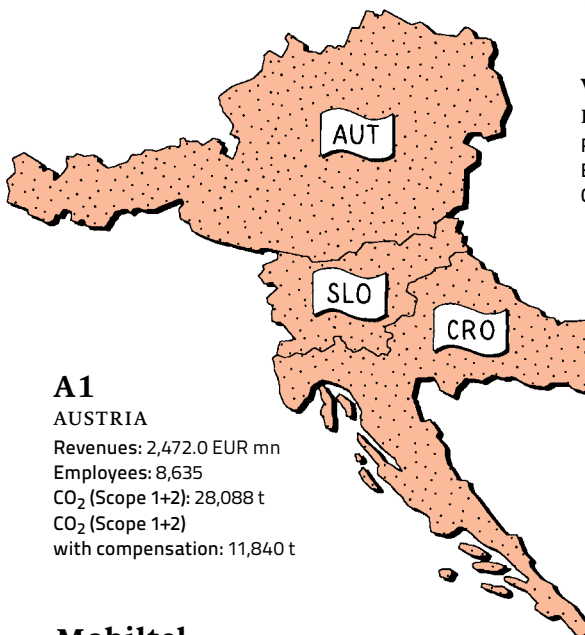 AUT
SLO
CRO
A1
AUSTRIA
Revenues: 2,472.0 EUR mn
Employees: 8,635
CO₂ (Scope 1+2): 28,088 t
CO₂ (Scope 1+2)
with compensation: 11,840 t